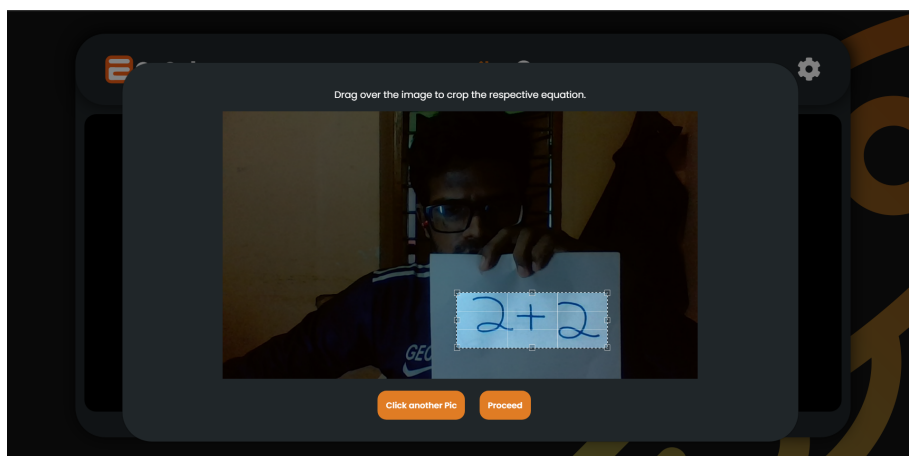 Drag over the image to crop the respective equation.
2+2
GEO
Click another Pic
Proceed